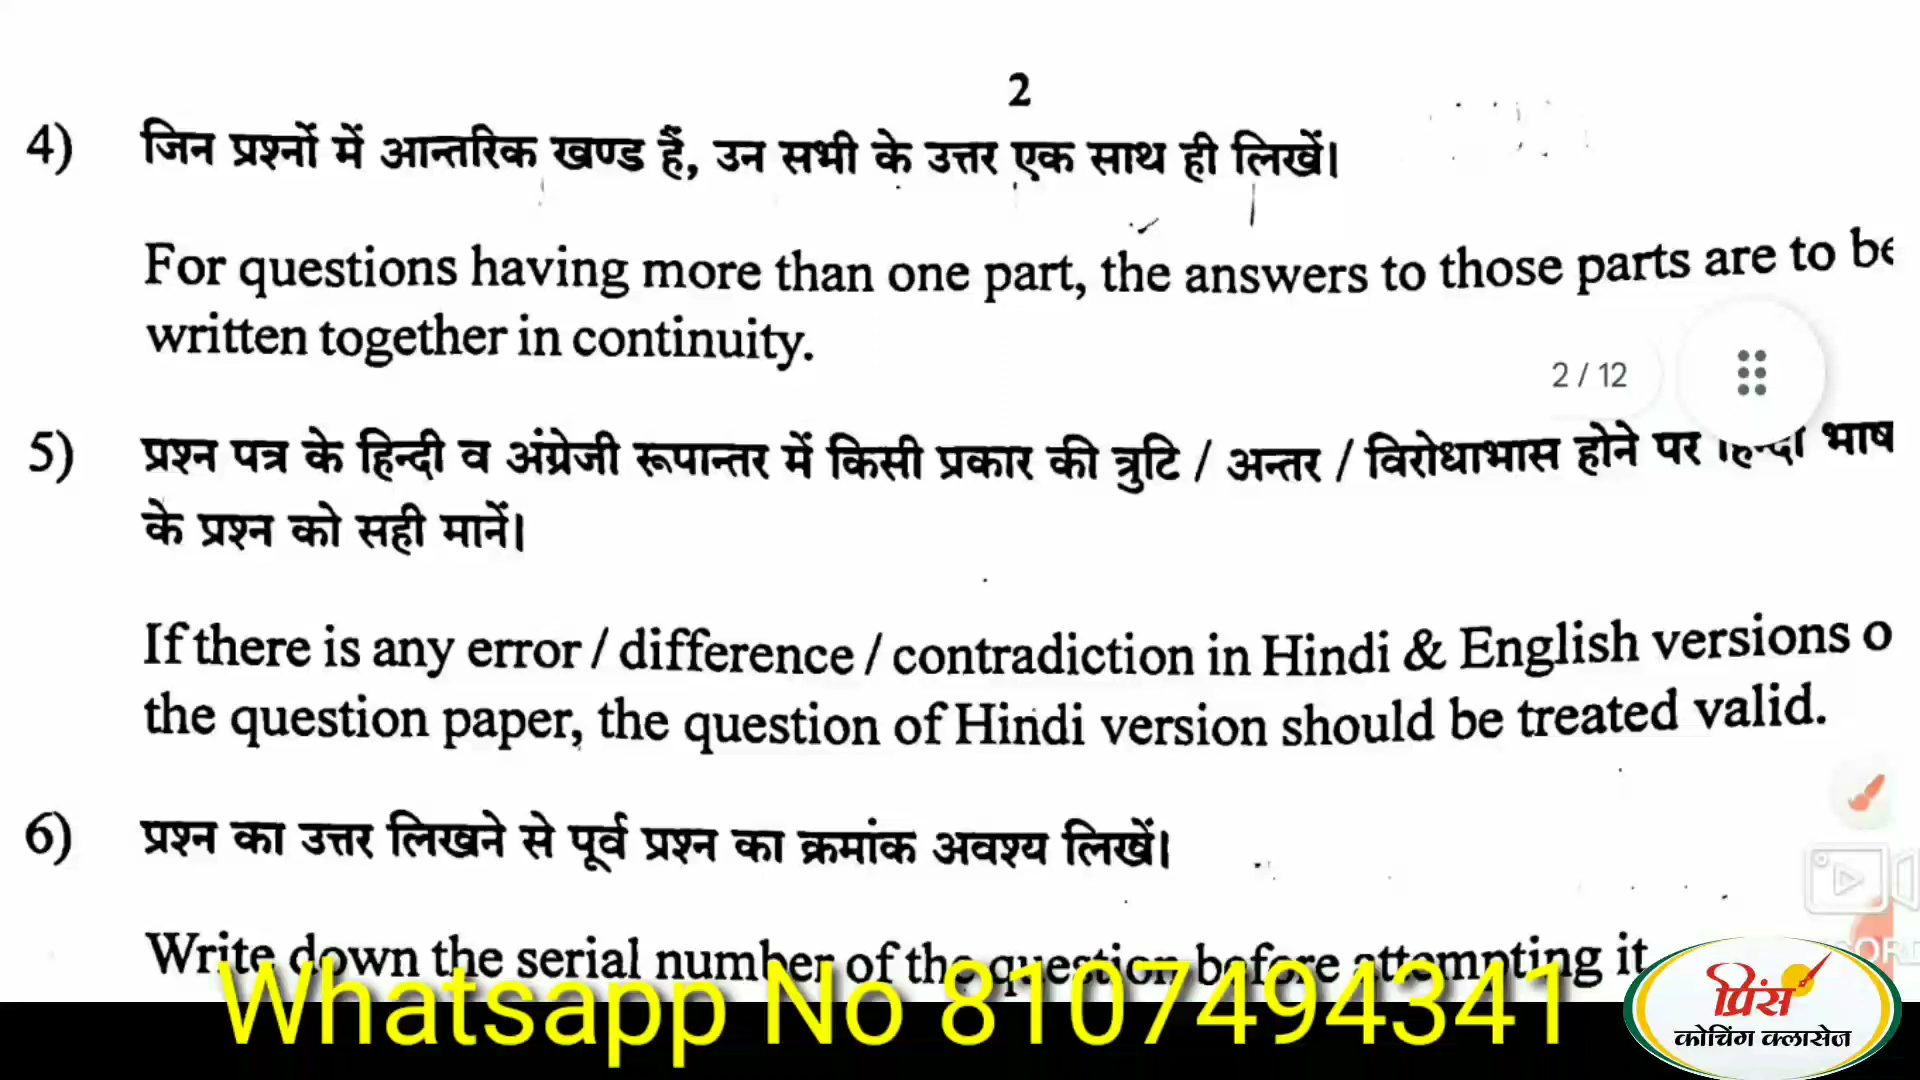 2
4) जिन प्रश्नों में आन्तरिक खण्ड हैं, उन सभी के उत्तर एक साथ ही लिखें।
For questions having more than one part, the answers to those parts are to be
written together in continuity.
2 / 12
5) प्रश्न पत्र के हिन्दी व अंग्रेजी रूपान्तर में किसी प्रकार की त्रुटि / अन्तर / विरोधाभास होने पर हिन्दी भाष
के प्रश्न को सही मानें।
If there is any error / difference / contradiction in Hindi & English versions o
the question paper, the question of Hindi version should be treated valid.
6) प्रश्न का उत्तर लिखने से पूर्व प्रश्न का क्रमांक अवश्य लिखें।
Write down the serial number of the question before attempting it
Whatsapp No 8107494341
प्रिंस
कोचिंग क्लासेज